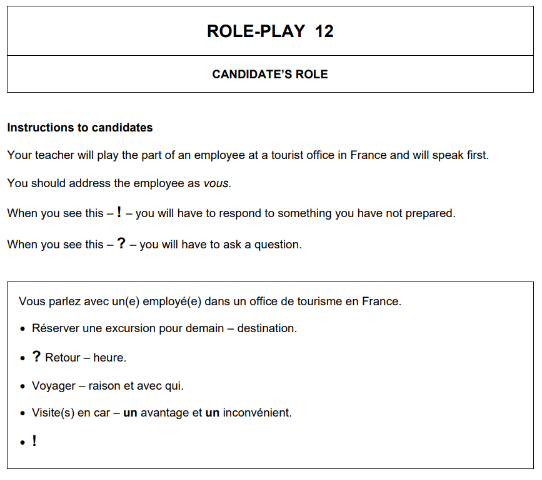 ROLE-PLAY 12
CANDIDATE'S ROLE
Instructions to candidates
Your teacher will play the part of an employee at a tourist office in France and will speak first.
You should address the employee as vous.
When you see this – ! – you will have to respond to something you have not prepared.
When you see this – ? – you will have to ask a question.
Vous parlez avec un(e) employé(e) dans un office de tourisme en France.
• Réserver une excursion pour demain – destination.
• ? Retour – heure.
• Voyager – raison et avec qui.
• Visite(s) en car – un avantage et un inconvénient.
• !